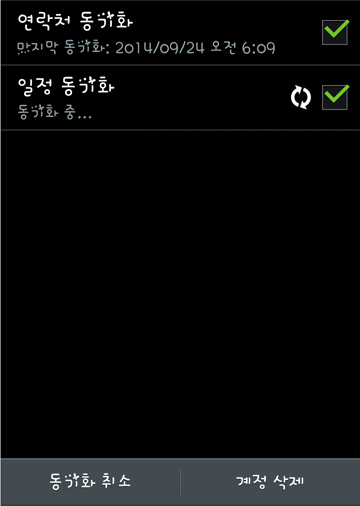 연락처 동기화
마지막 동기화: 2014/09/24 오전 6:09
일정 동기화
동기화 중...
동기화 취소
계정 삭제